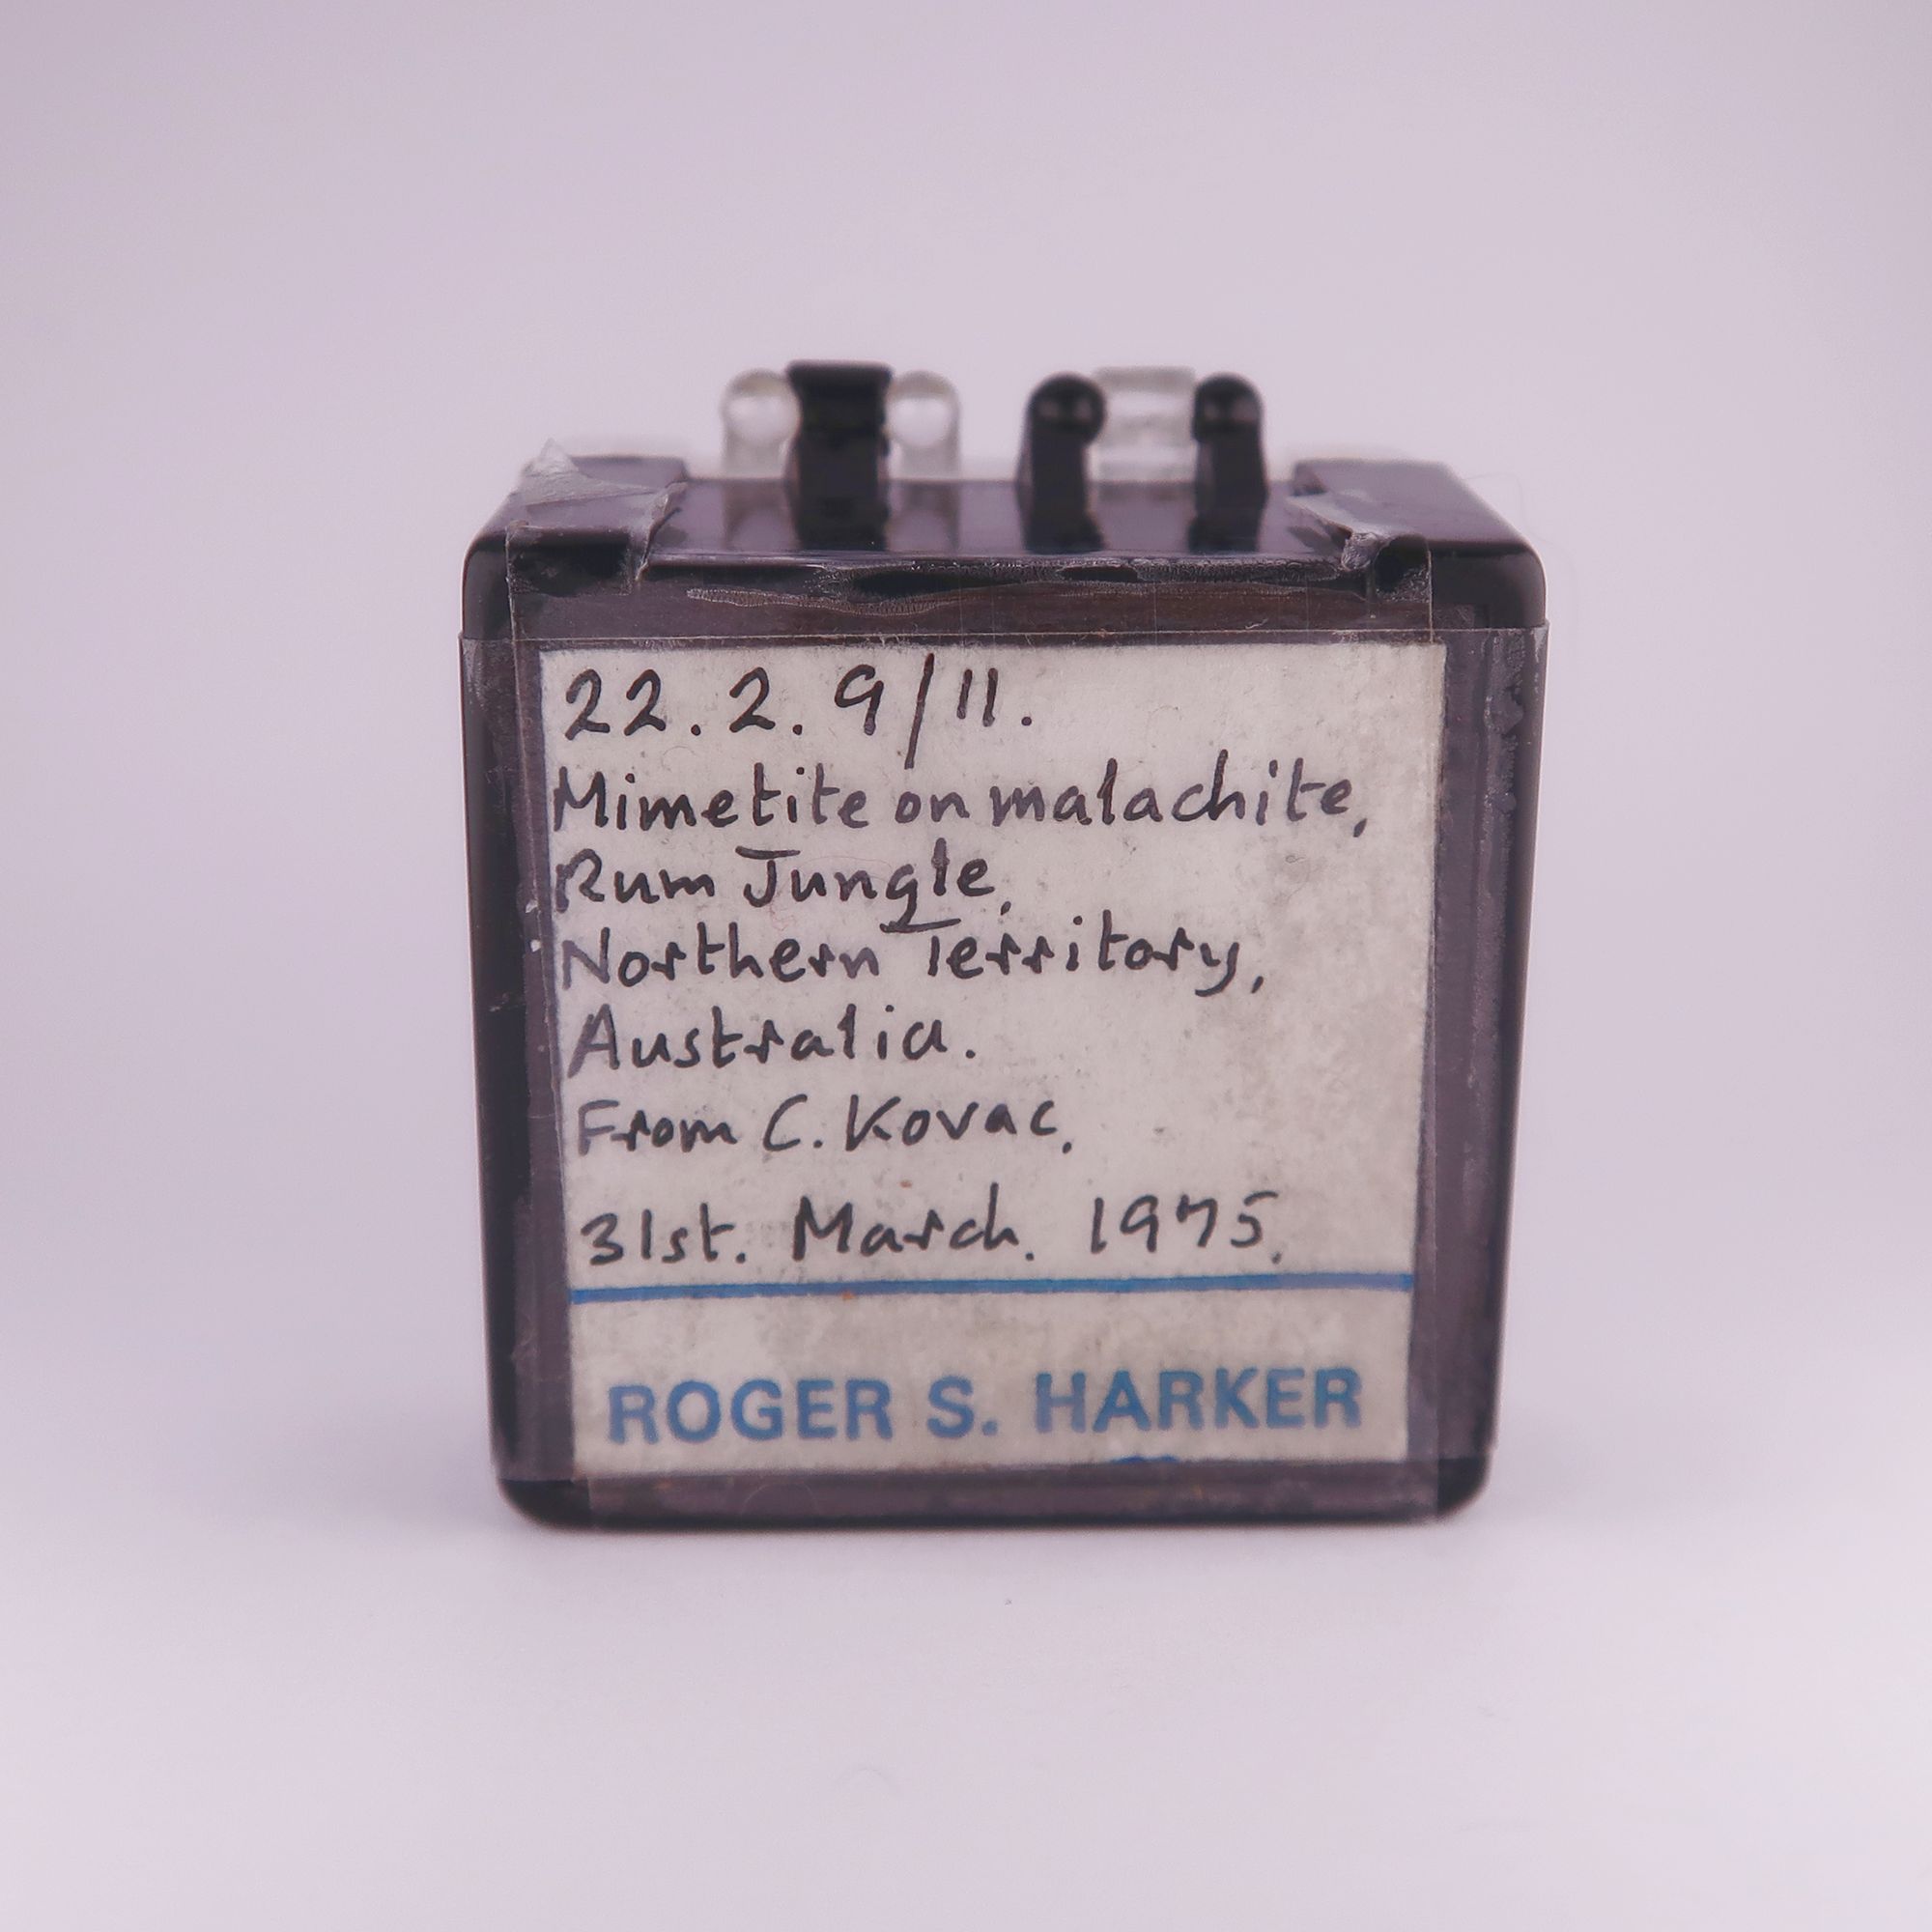 22.2.9/11.
Mimetite on malachite,
Rum Jungle,
Northern Territory,
Australia.
From C. Kovac.
31st. March. 1975.
ROGER S. HARKER